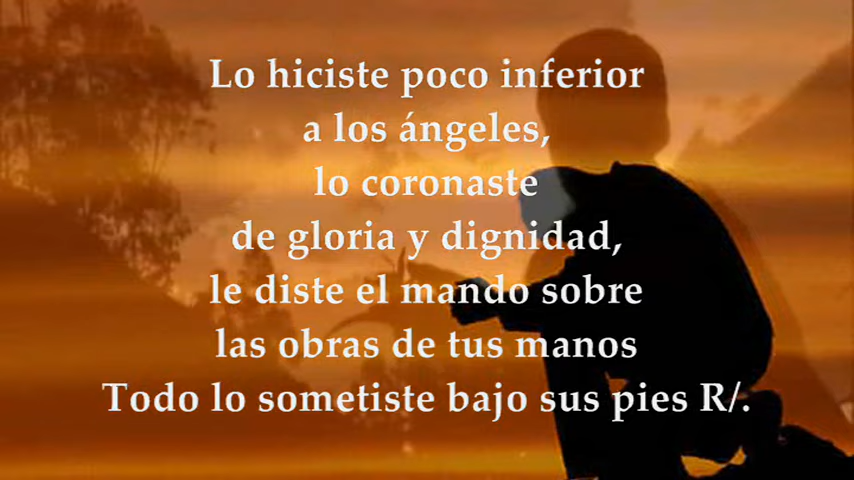 Lo hiciste poco inferior
a los ángeles,
lo coronaste
de gloria y dignidad,
le diste el mando sobre
las obras de tus manos
Todo lo sometiste bajo sus pies R/.